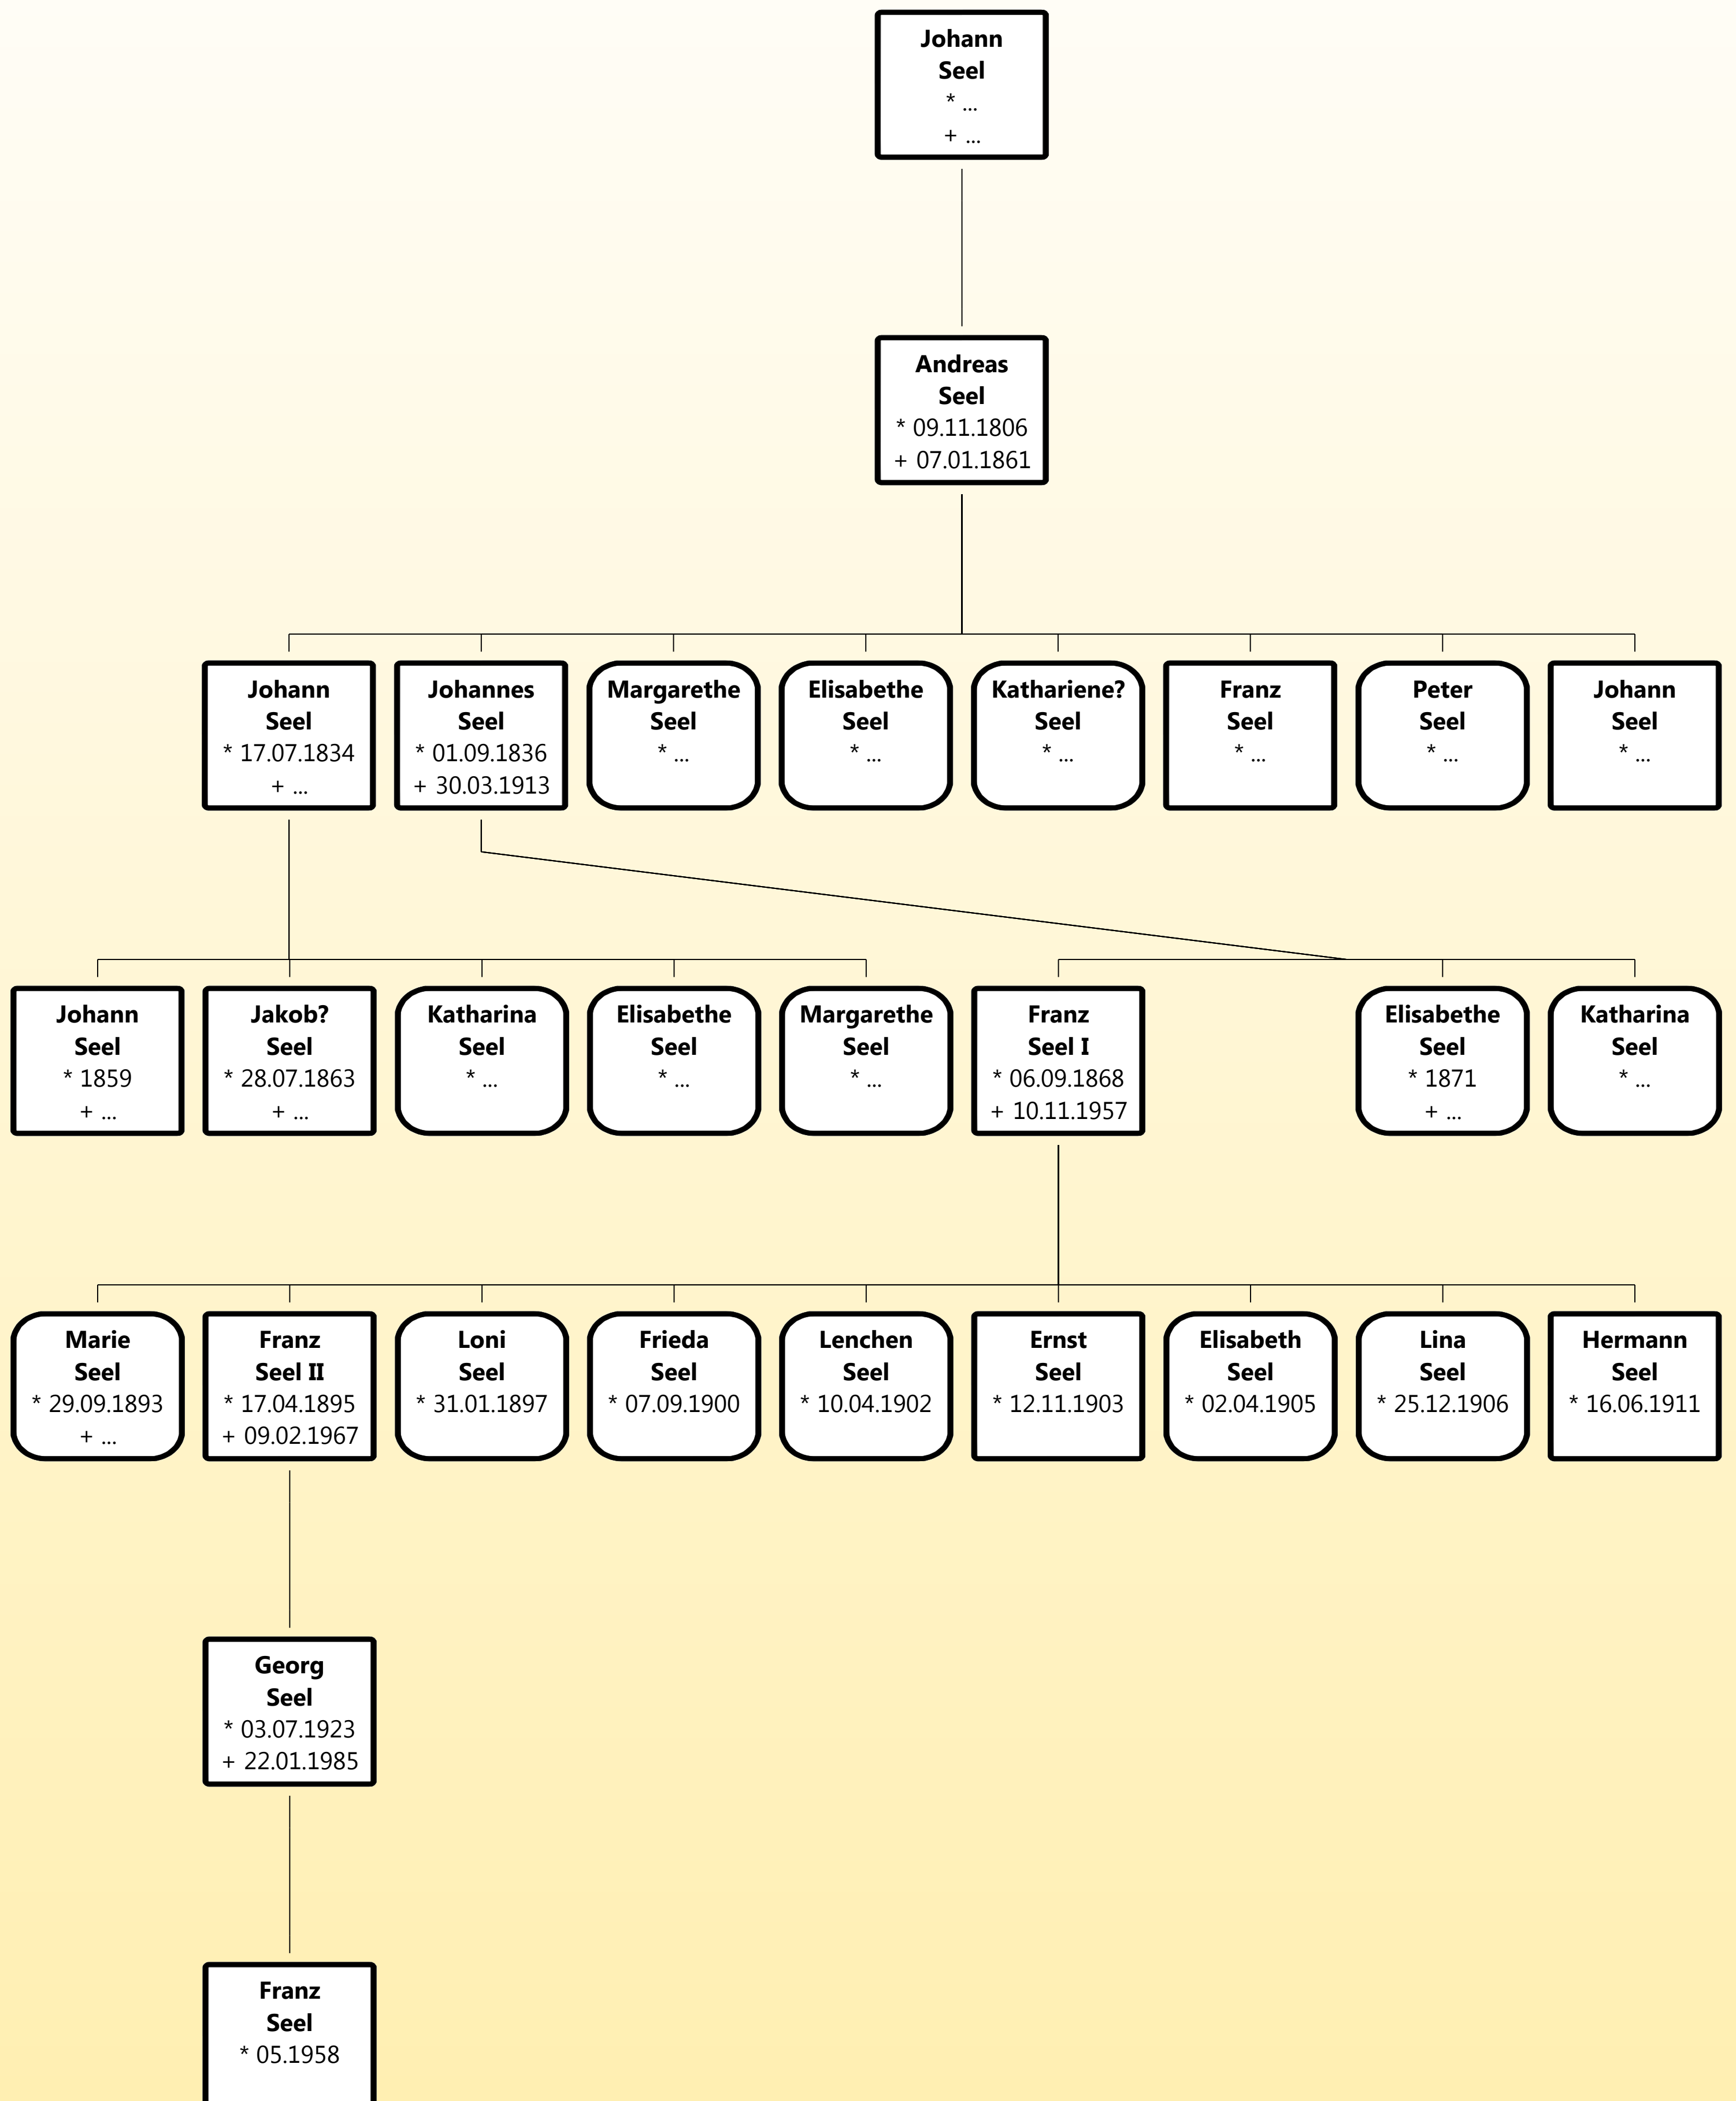 Johann
Seel
* ...
+ ...
Andreas
Seel
* 09.11.1806
+ 07.01.1861
Johann
Seel
* 17.07.1834
+ ...
Johannes
Seel
* 01.09.1836
+ 30.03.1913
Margarethe
Seel
* ...
Elisabethe
Seel
* ...
Kathariene?
Seel
* ...
Franz
Seel
* ...
Peter
Seel
* ...
Johann
Seel
* ...
Johann
Seel
* 1859
+ ...
Jakob?
Seel
* 28.07.1863
+ ...
Katharina
Seel
* ...
Elisabethe
Seel
* ...
Margarethe
Seel
* ...
Franz
Seel I
* 06.09.1868
+ 10.11.1957
Elisabethe
Seel
* 1871
+ ...
Katharina
Seel
* ...
Marie
Seel
* 29.09.1893
+ ...
Franz
Seel II
* 17.04.1895
+ 09.02.1967
Loni
Seel
* 31.01.1897
Frieda
Seel
* 07.09.1900
Lenchen
Seel
* 10.04.1902
Ernst
Seel
* 12.11.1903
Elisabeth
Seel
* 02.04.1905
Lina
Seel
* 25.12.1906
Hermann
Seel
* 16.06.1911
Georg
Seel
* 03.07.1923
+ 22.01.1985
Franz
Seel
* 05.1958